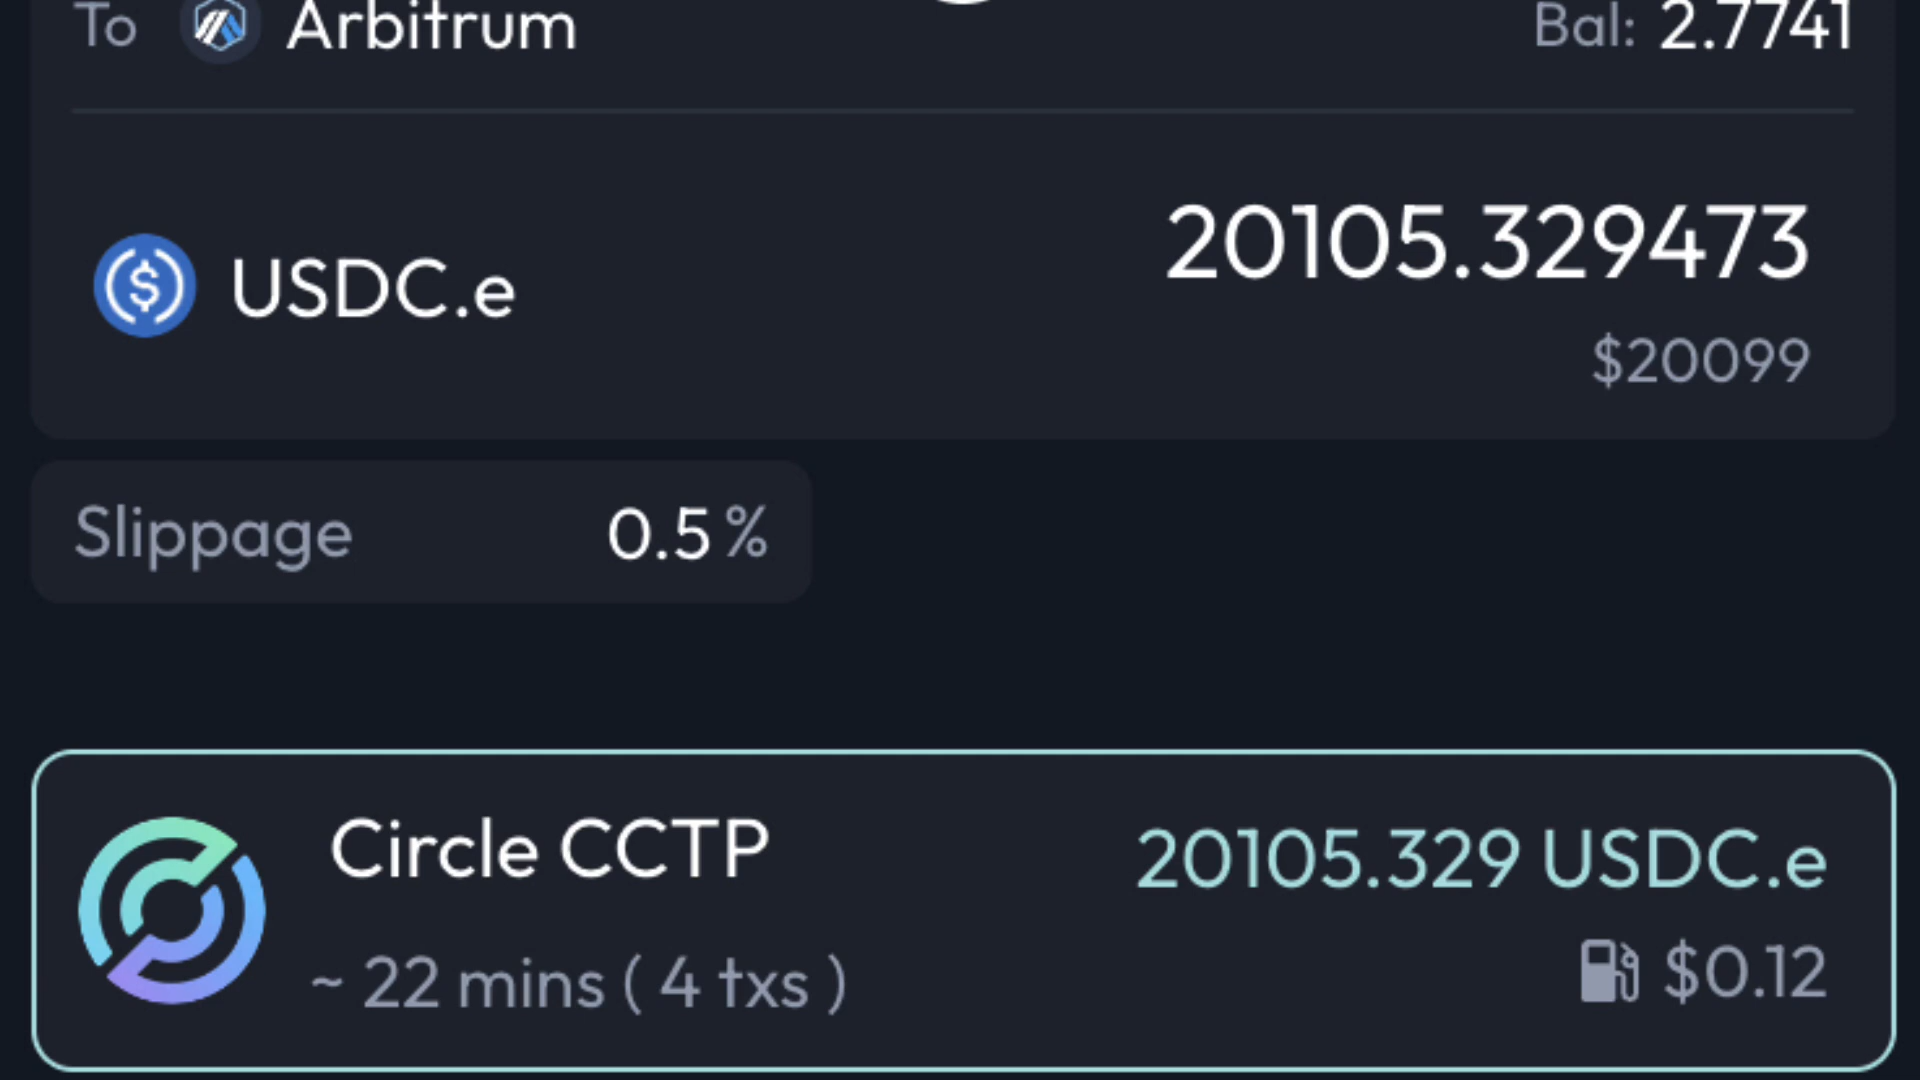 To Arbitrum Bal: 2.7741
USDC.e 20105.329473
$20099
Slippage 0.5 %
Circle CCTP 20105.329 USDC.e
~ 22 mins ( 4 txs ) $0.12